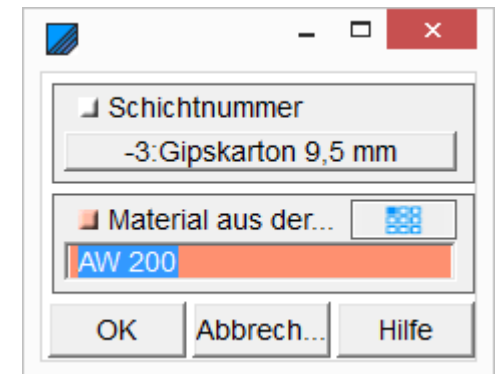 Schichtnummer
-3:Gipskarton 9,5 mm
Material aus der...
AW 200
OK Abbrech... Hilfe